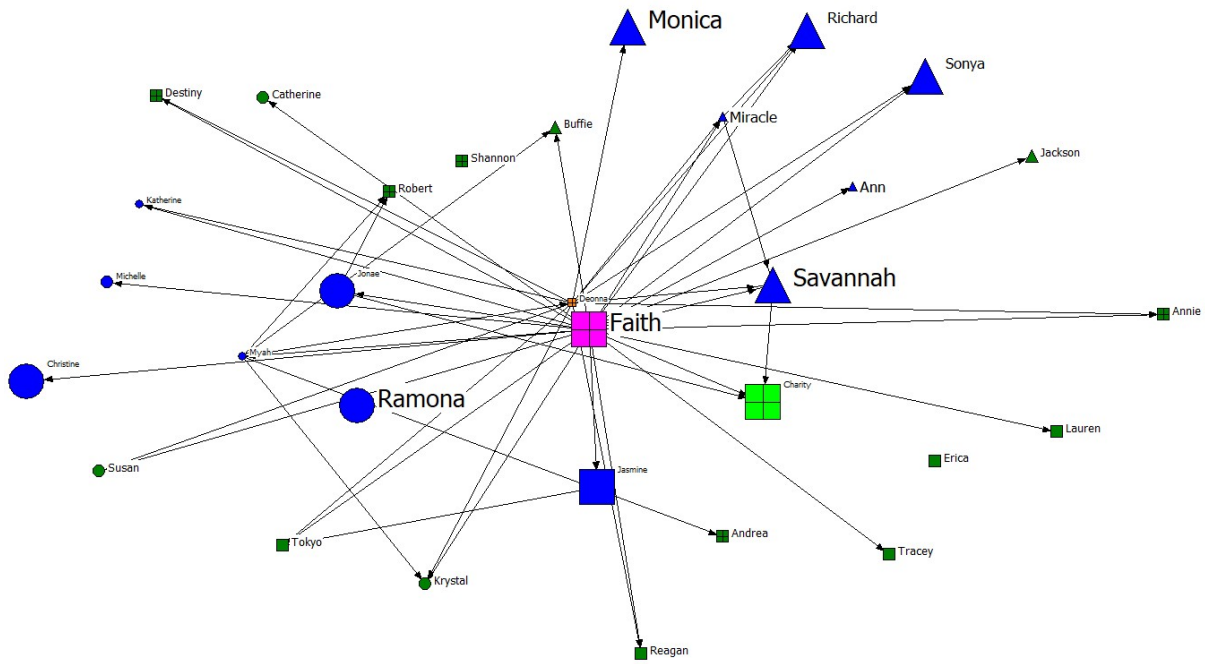 Monica
Richard
Sonya
Destiny
Catherine
Miracle
Buffie
Shannon
Jackson
Robert
Ann
Katherine
Michelle
Jonae
Savannah
Deonna
Annie
Faith
Myah
Christine
Charity
Ramona
Lauren
Erica
Susan
Jasmine
Andrea
Tokyo
Tracey
Krystal
Reagan